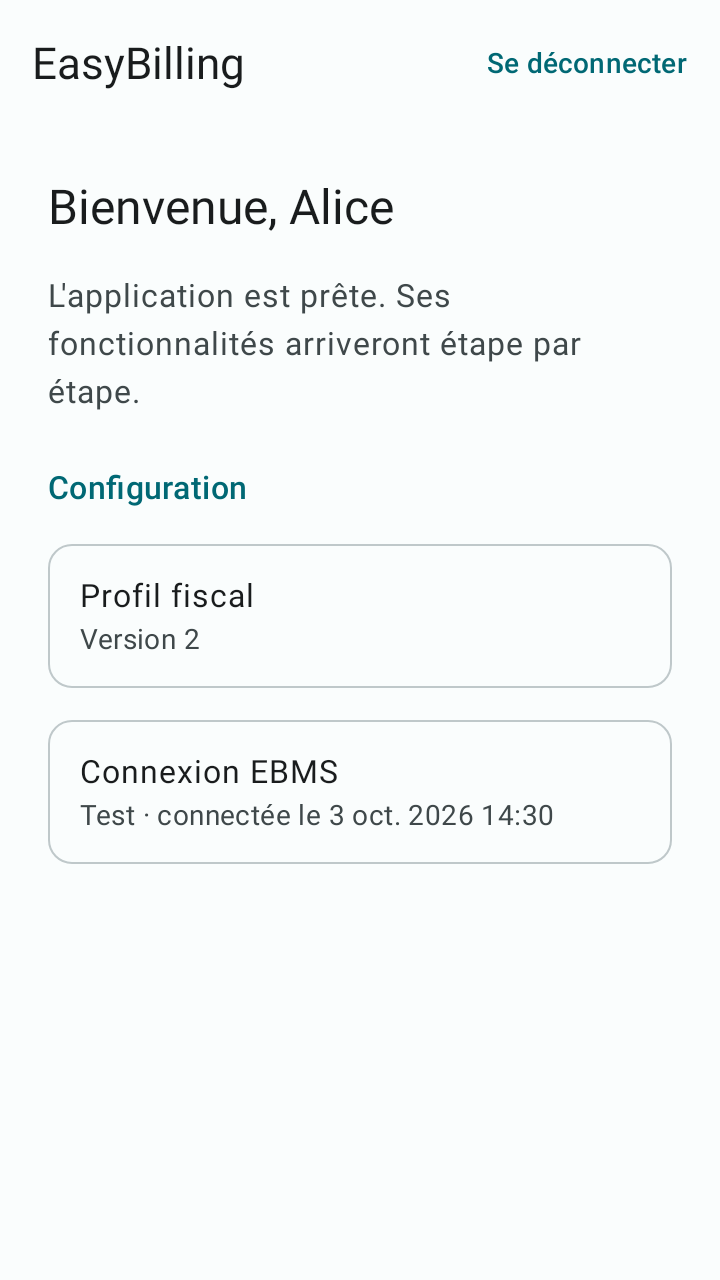 EasyBilling
Se déconnecter
Bienvenue, Alice
L'application est prête. Ses
fonctionnalités arriveront étape par
étape.
Configuration
Profil fiscal
Version 2
Connexion EBMS
Test · connectée le 3 oct. 2026 14:30